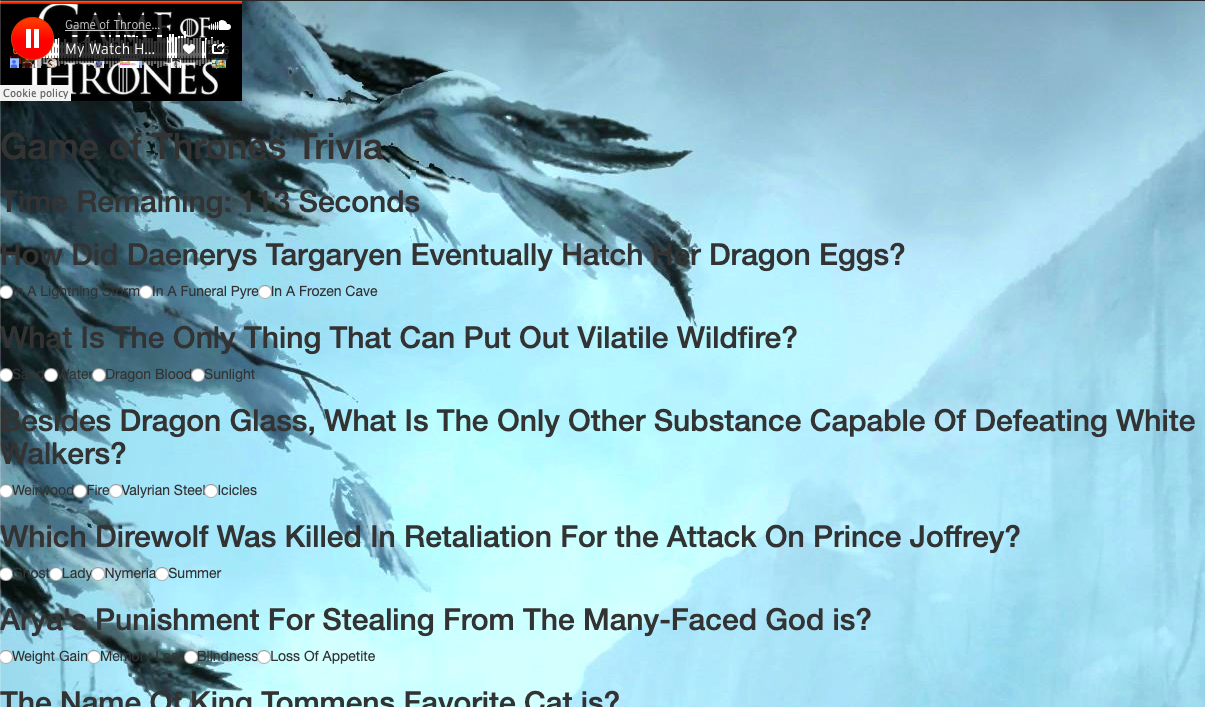 GAME OF
Game of Throne...
My Watch H...
THRONES
Cookie policy
Game of Thrones Trivia
Time Remaining: 113 Seconds
How Did Daenerys Targaryen Eventually Hatch Her Dragon Eggs?
In A Lightning Storm In A Funeral Pyre In A Frozen Cave
What Is The Only Thing That Can Put Out Vilatile Wildfire?
Sand Water Dragon Blood Sunlight
Besides Dragon Glass, What Is The Only Other Substance Capable Of Defeating White
Walkers?
Weirwood Fire Valyrian Steel Icicles
Which Direwolf Was Killed In Retaliation For the Attack On Prince Joffrey?
Ghost Lady Nymeria Summer
Arya's Punishment For Stealing From The Many-Faced God is?
Weight Gain Memory Loss Blindness Loss Of Appetite
The Name Of King Tommens Favorite Cat is?